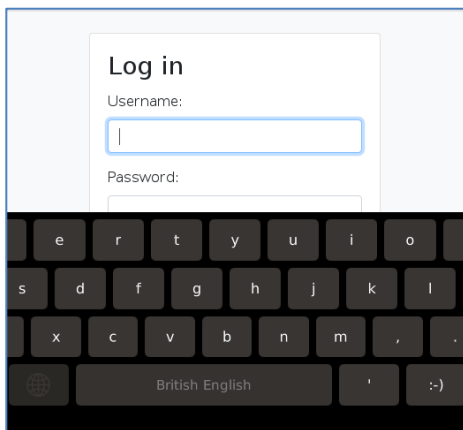 Log in
Username:
Password:
e r t y u i o
s d f g h j k l
x c v b n m , .
British English ' :-)